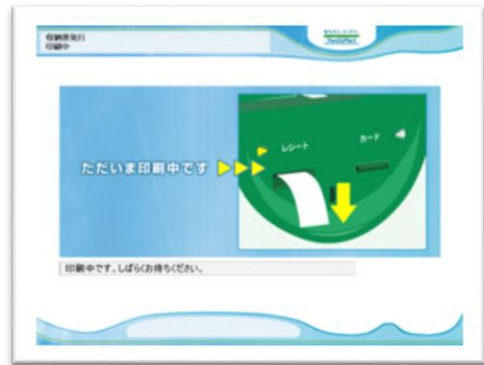 収納票発行
印刷中
FamilyMart
レシート
カード
ただいま印刷中です
印刷中です。しばらくお待ちください。